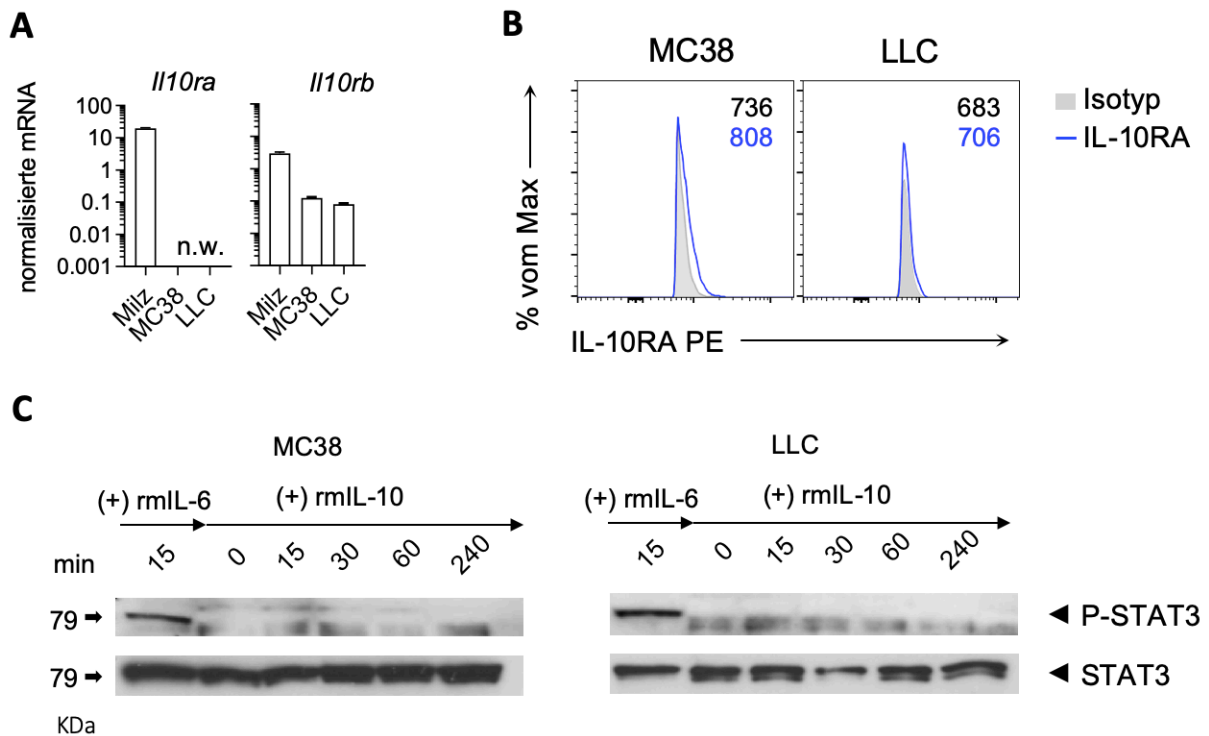 A
Il10ra
Il10rb
normalisierte mRNA
100
10
1
0.1
0.01
0.001
n.w.
Milz
MC38
LLC
Milz
MC38
LLC
B
MC38
LLC
% vom Max
736
808
683
706
Isotyp
IL-10RA
IL-10RA PE
C
MC38
(+) rmIL-6
(+) rmIL-10
min
15
0
15
30
60
240
79
79
KDa
LLC
(+) rmIL-6
(+) rmIL-10
15
0
15
30
60
240
P-STAT3
STAT3